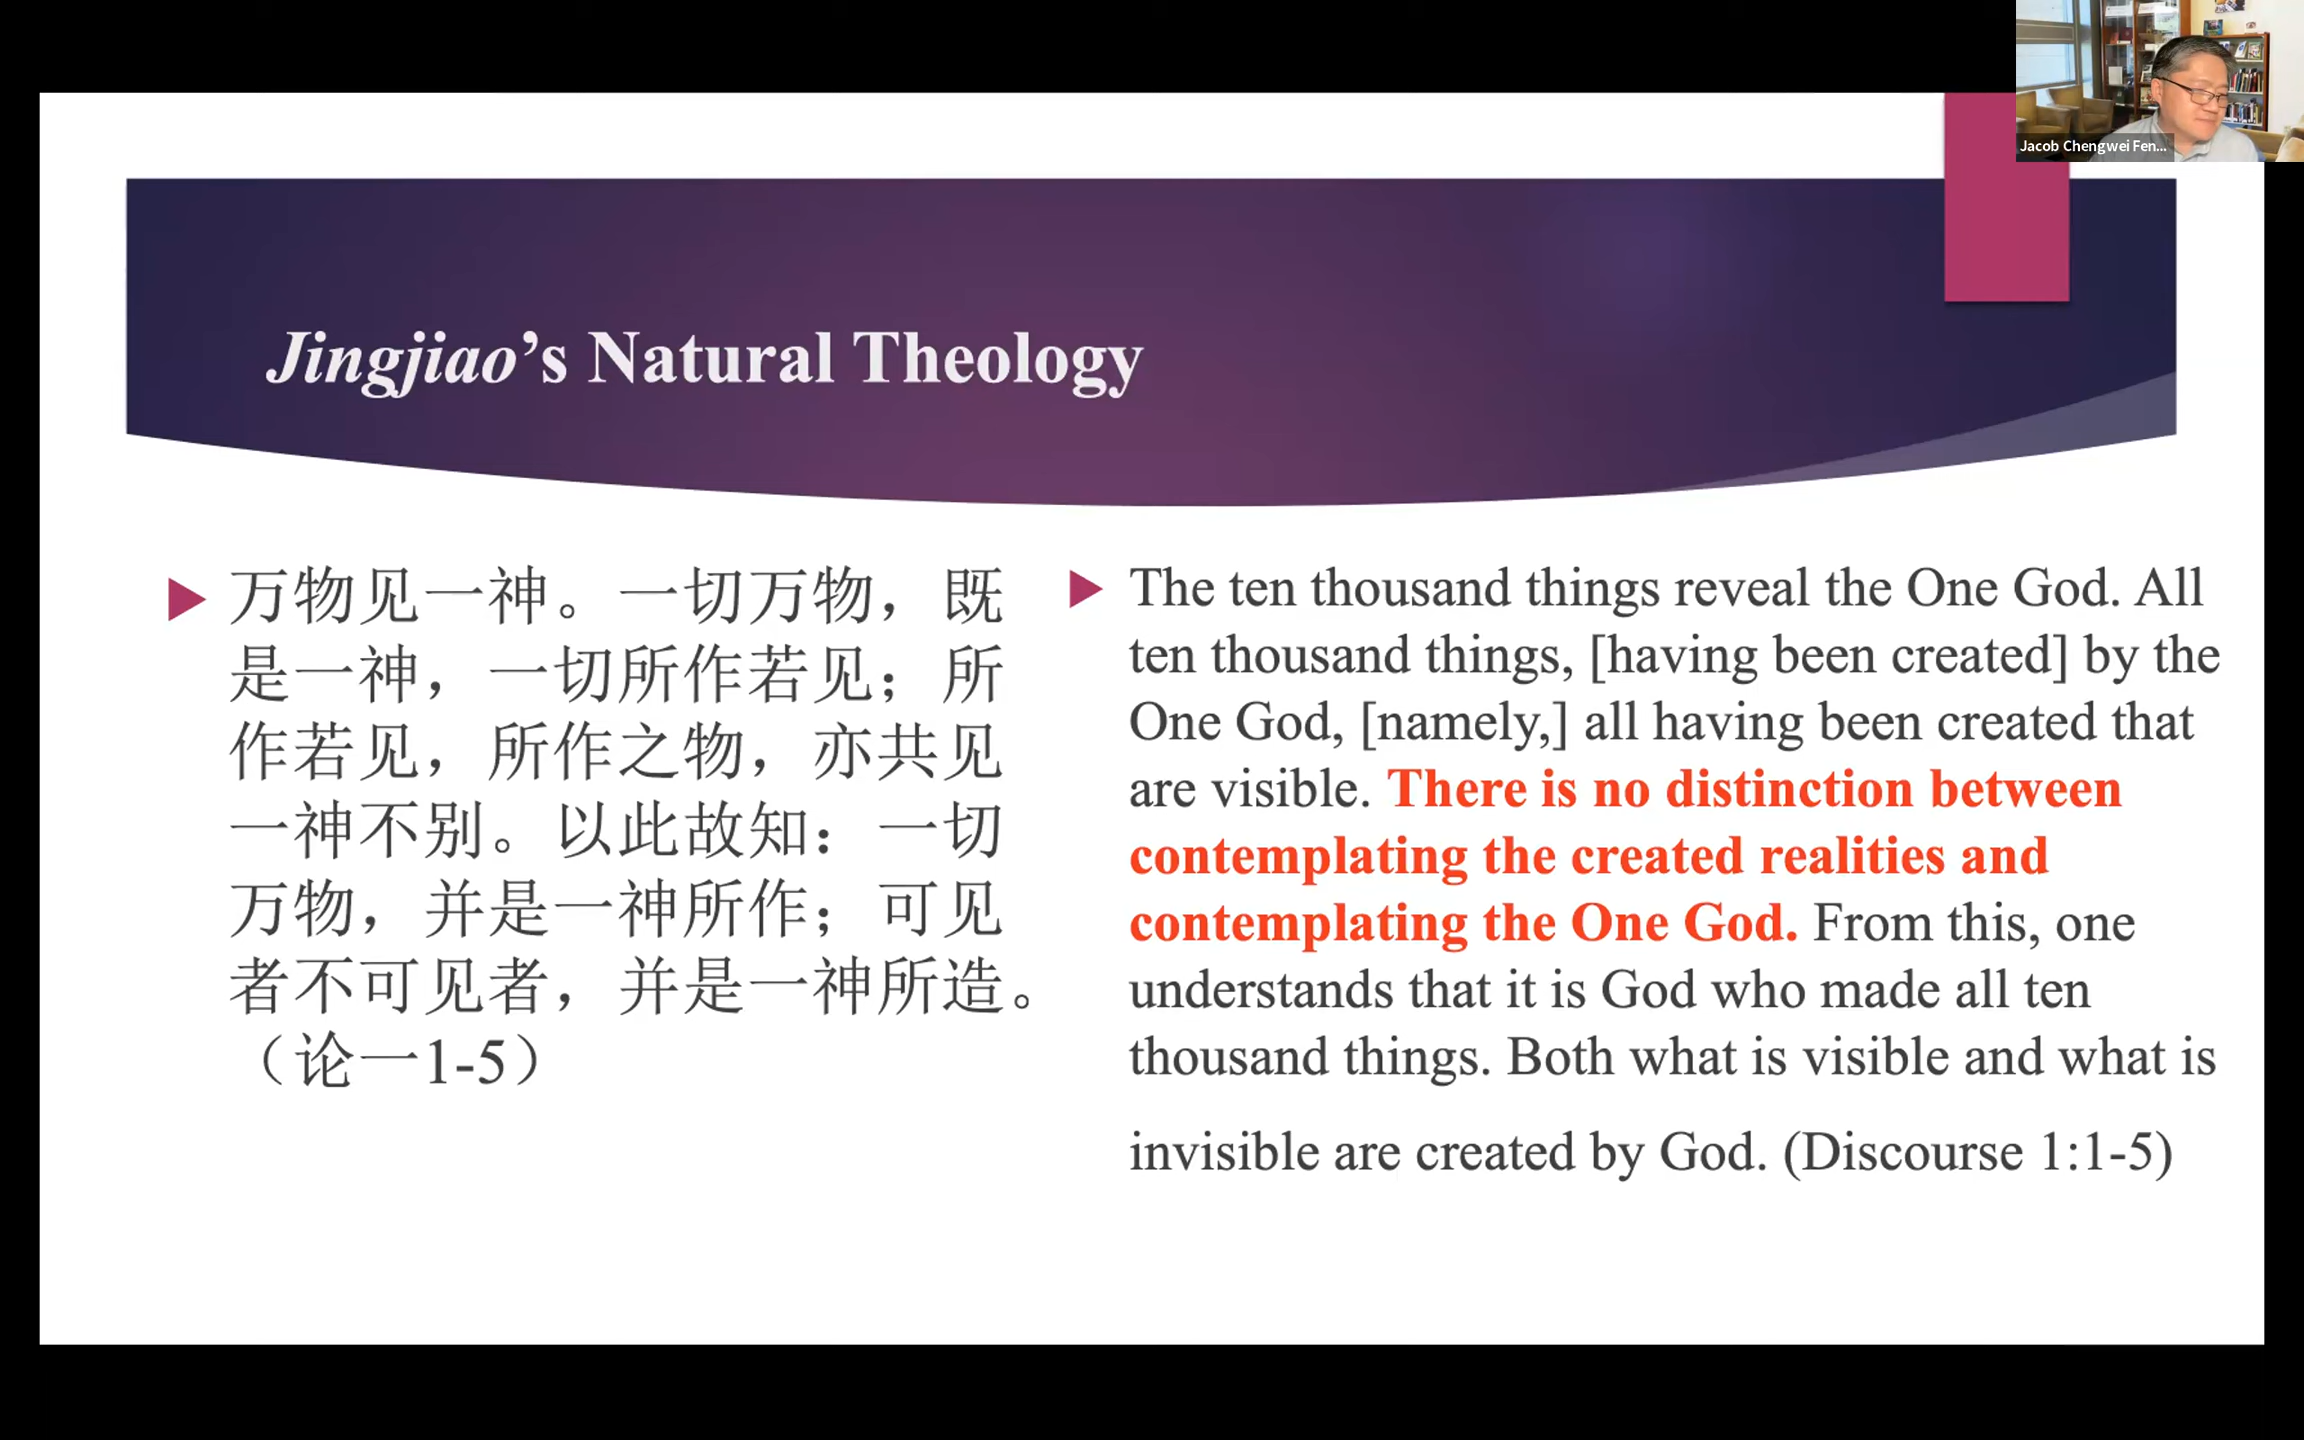 Jacob Chengwei Fen...
Jingjiao’s Natural Theology
万物见一神。一切万物，既
是一神，一切所作若见；所
作若见，所作之物，亦共见
一神不别。以此故知：一切
万物，并是一神所作；可见
者不可见者，并是一神所造。
（论一1-5）
The ten thousand things reveal the One God. All
ten thousand things, [having been created] by the
One God, [namely,] all having been created that
are visible. There is no distinction between
contemplating the created realities and
contemplating the One God. From this, one
understands that it is God who made all ten
thousand things. Both what is visible and what is
invisible are created by God. (Discourse 1:1-5)